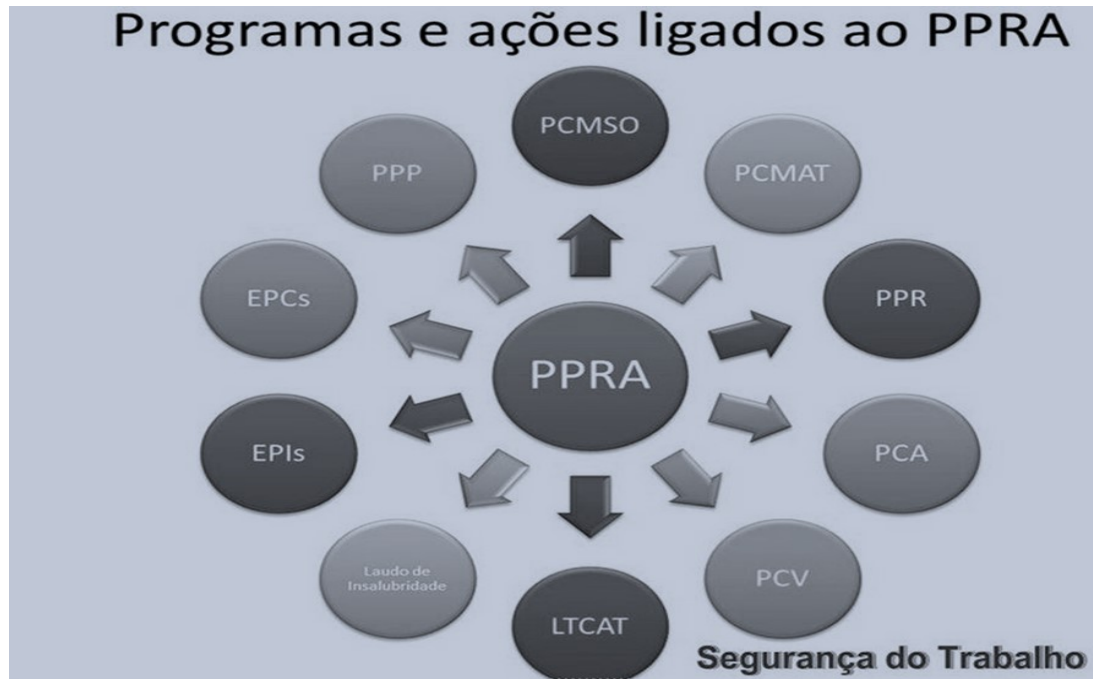 Programas e ações ligados ao PPRA
PCMSO
PPP
PCMAT
EPCs
PPR
PPRA
EPIs
PCA
Laudo de
Insalubridade
PCV
LTCAT
Segurança do Trabalho